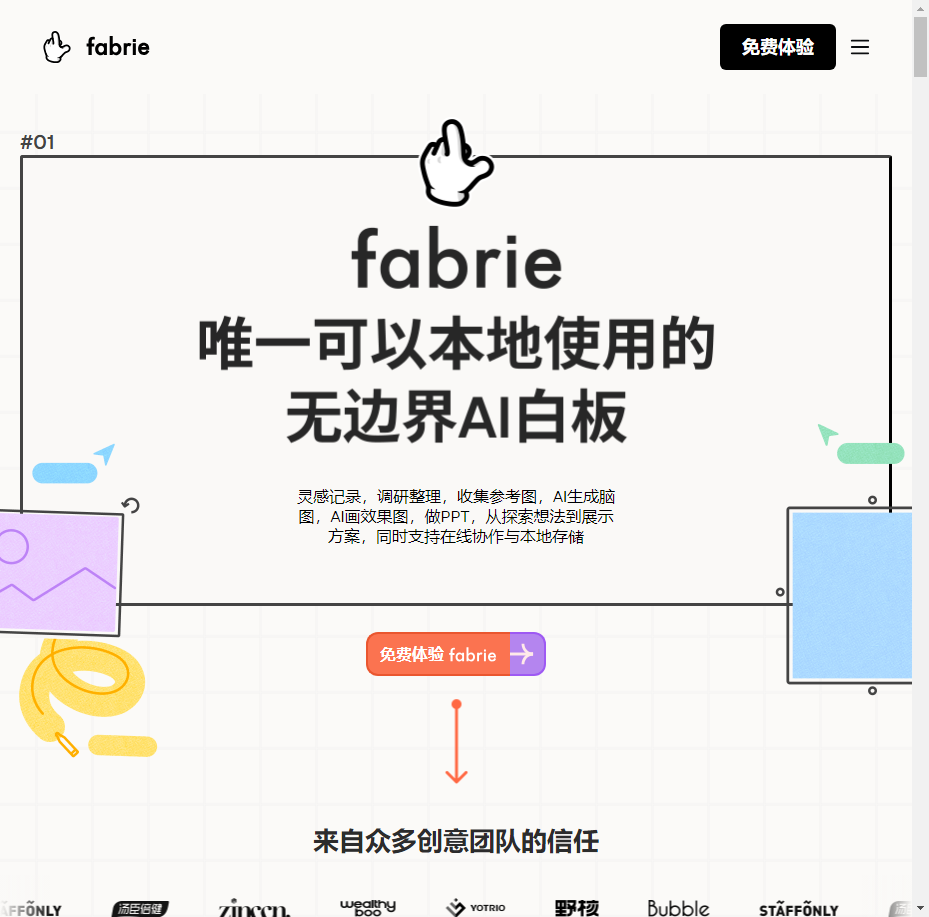 fabrie
免费体验
#01
fabrie
唯一可以本地使用的
无边界AI白板
灵感记录，调研整理，收集参考图，AI生成脑
图，AI画效果图，做PPT，从探索想法到展示
方案，同时支持在线协作与本地存储
免费体验 fabrie
来自众多创意团队的信任
STAFFONLY
汤臣倍健
zinccn.
wealthy
boo
YOTRIO
野核
Bubble
STAFFONLY